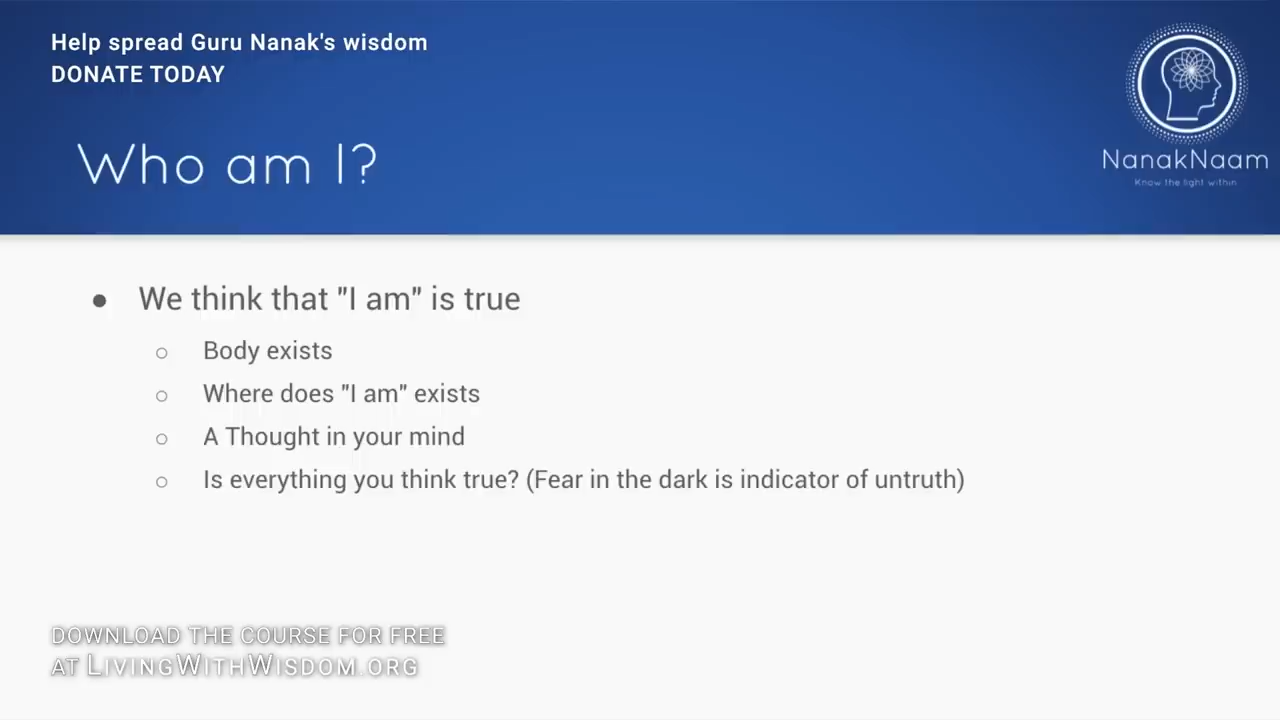 Help spread Guru Nanak's wisdom
DONATE TODAY
Who am I?
NanakNaam
Know the light within
● We think that "I am" is true
○ Body exists
○ Where does "I am" exists
○ A Thought in your mind
○ Is everything you think true? (Fear in the dark is indicator of untruth)
DOWNLOAD THE COURSE FOR FREE
AT LIVINGWITHWISDOM.ORG